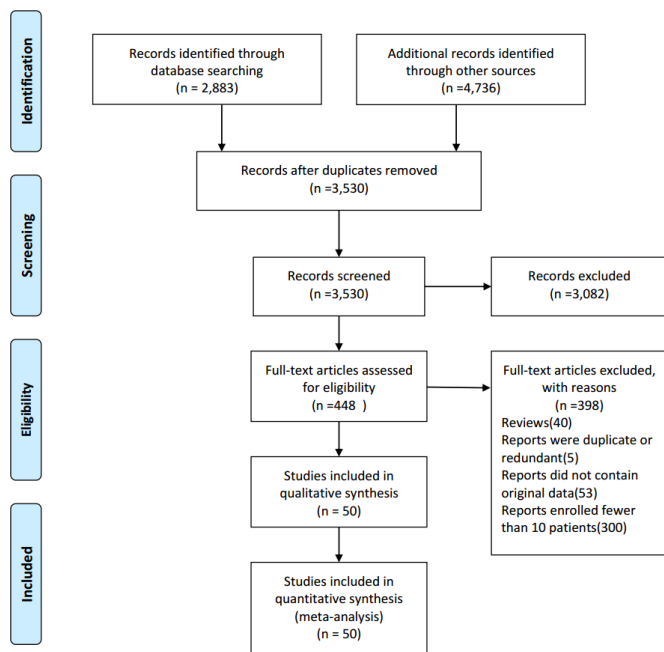 Identification
Records identified through
database searching
(n = 2,883)
Additional records identified
through other sources
(n =4,736)
Records after duplicates removed
(n =3,530)
Screening
Records screened
(n =3,530)
Records excluded
(n =3,082)
Eligibility
Full-text articles assessed
for eligibility
(n =448 )
Full-text articles excluded,
with reasons
(n =398)
Reviews(40)
Reports were duplicate or
redundant(5)
Reports did not contain
original data(53)
Reports enrolled fewer
than 10 patients(300)
Studies included in
qualitative synthesis
(n = 50)
Included
Studies included in
quantitative synthesis
(meta-analysis)
(n = 50)